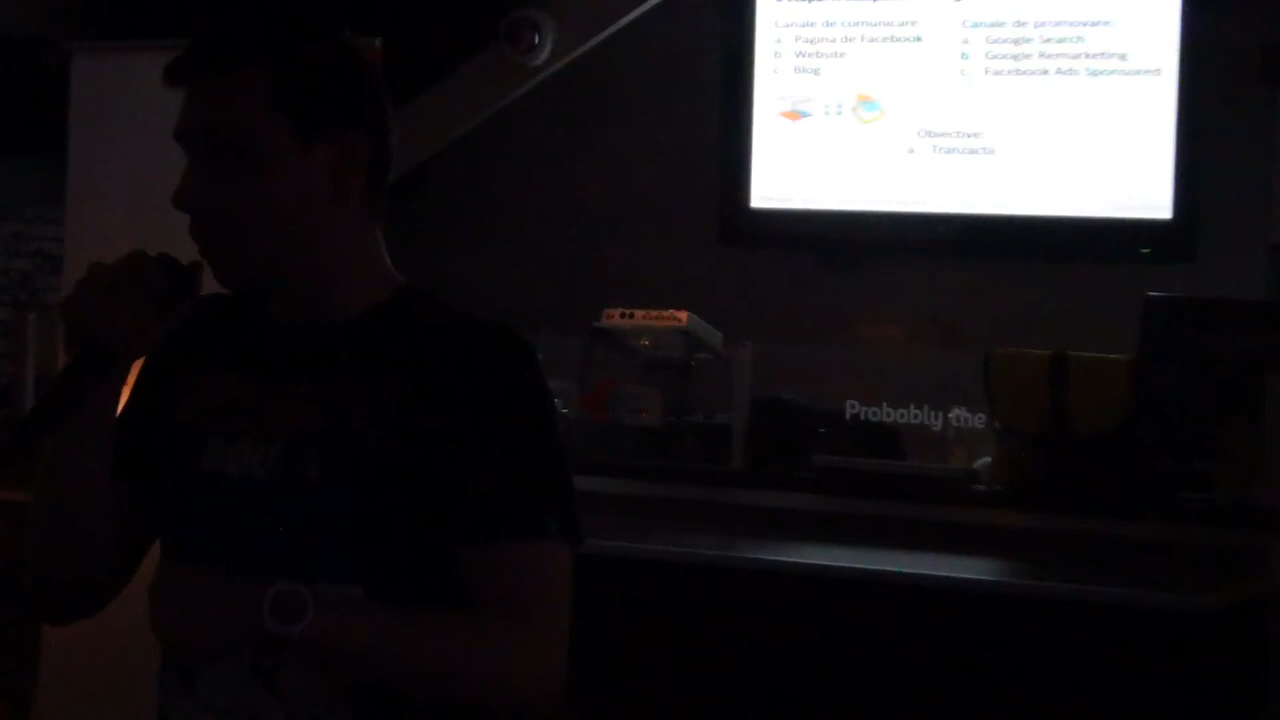 Canale de comunicare
a Pagina de Facebook
b Website
c Blog
Canale de promovare:
a. Google Search
b. Google Remarketing
c. Facebook Ads Sponsored
Obiective:
a. Tranzactii
Probably the